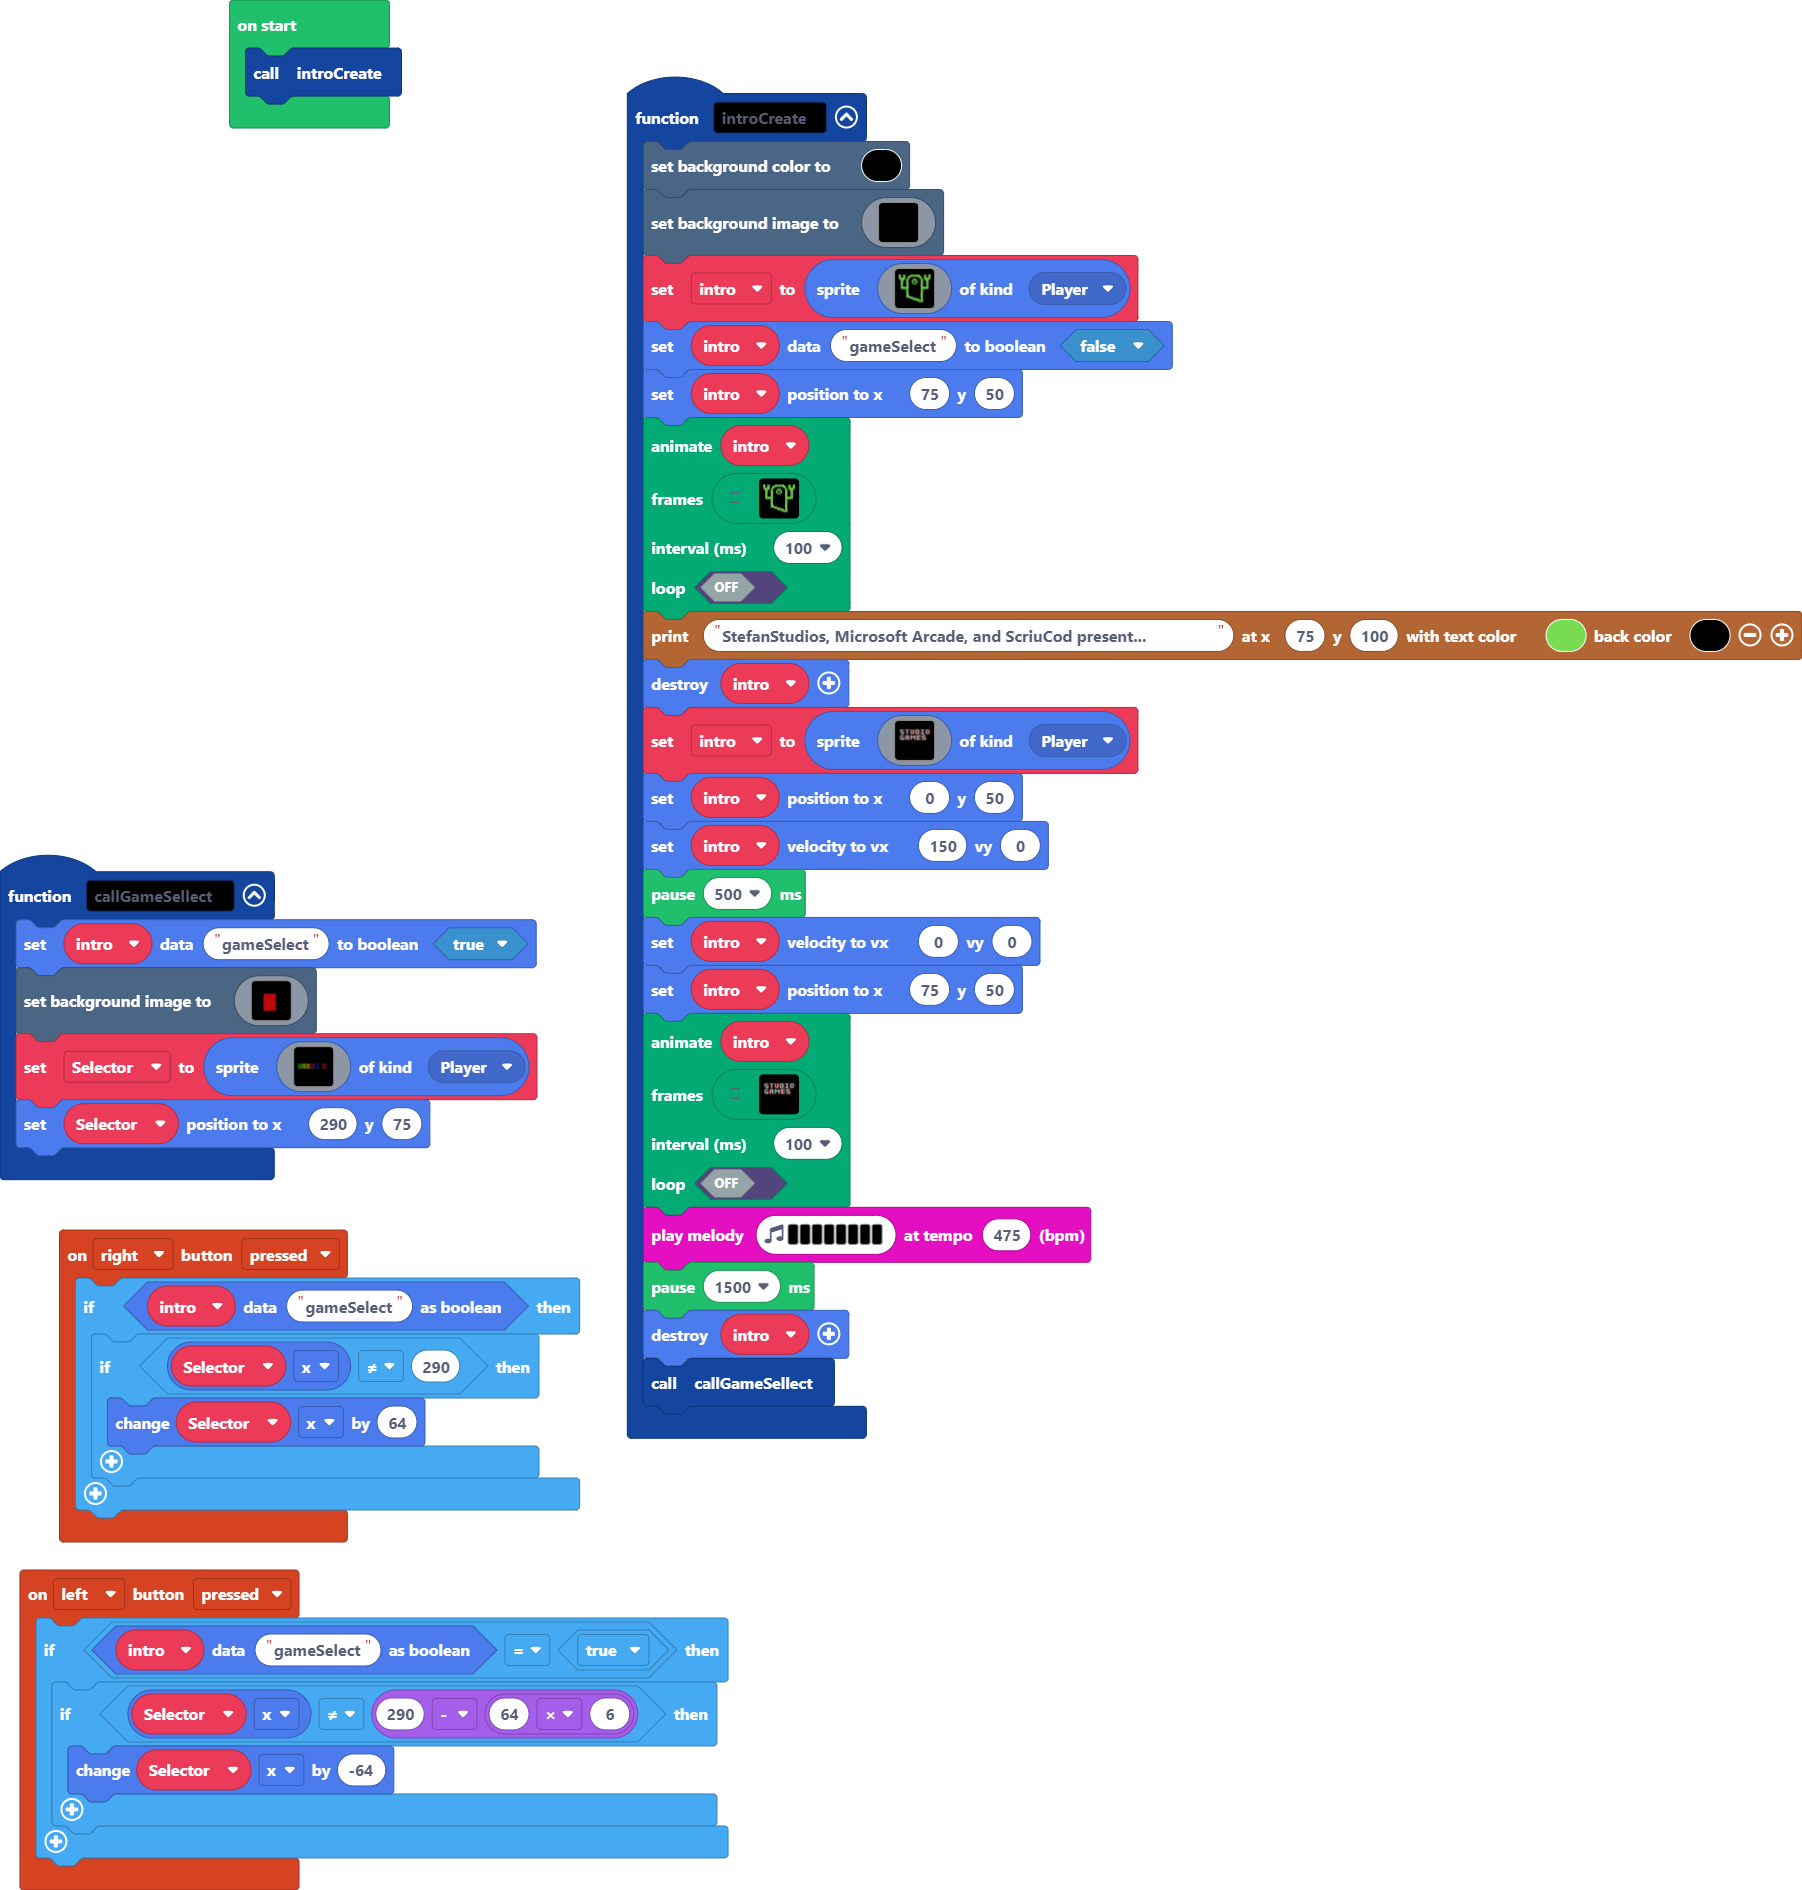 on start
call introCreate
function introCreate
set background color to
set background image to
set intro to sprite of kind Player
set intro data "gameSelect" to boolean false
set intro position to x 75 y 50
animate intro
frames
interval (ms) 100
loop OFF
print "StefanStudios, Microsoft Arcade, and ScriuCod present... " at x 75 y 100 with text color back color
destroy intro
set intro to sprite STUDIO GAMES of kind Player
set intro position to x 0 y 50
set intro velocity to vx 150 vy 0
pause 500 ms
set intro velocity to vx 0 vy 0
set intro position to x 75 y 50
animate intro
frames STUDIO GAMES
interval (ms) 100
loop OFF
play melody at tempo 475 (bpm)
pause 1500 ms
destroy intro
call callGameSellect
function callGameSellect
set intro data "gameSelect" to boolean true
set background image to
set Selector to sprite of kind Player
set Selector position to x 290 y 75
on right button pressed
if intro data "gameSelect" as boolean then
if Selector x ≠ 290 then
change Selector x by 64
on left button pressed
if intro data "gameSelect" as boolean = true then
if Selector x ≠ 290 - 64 × 6 then
change Selector x by -64